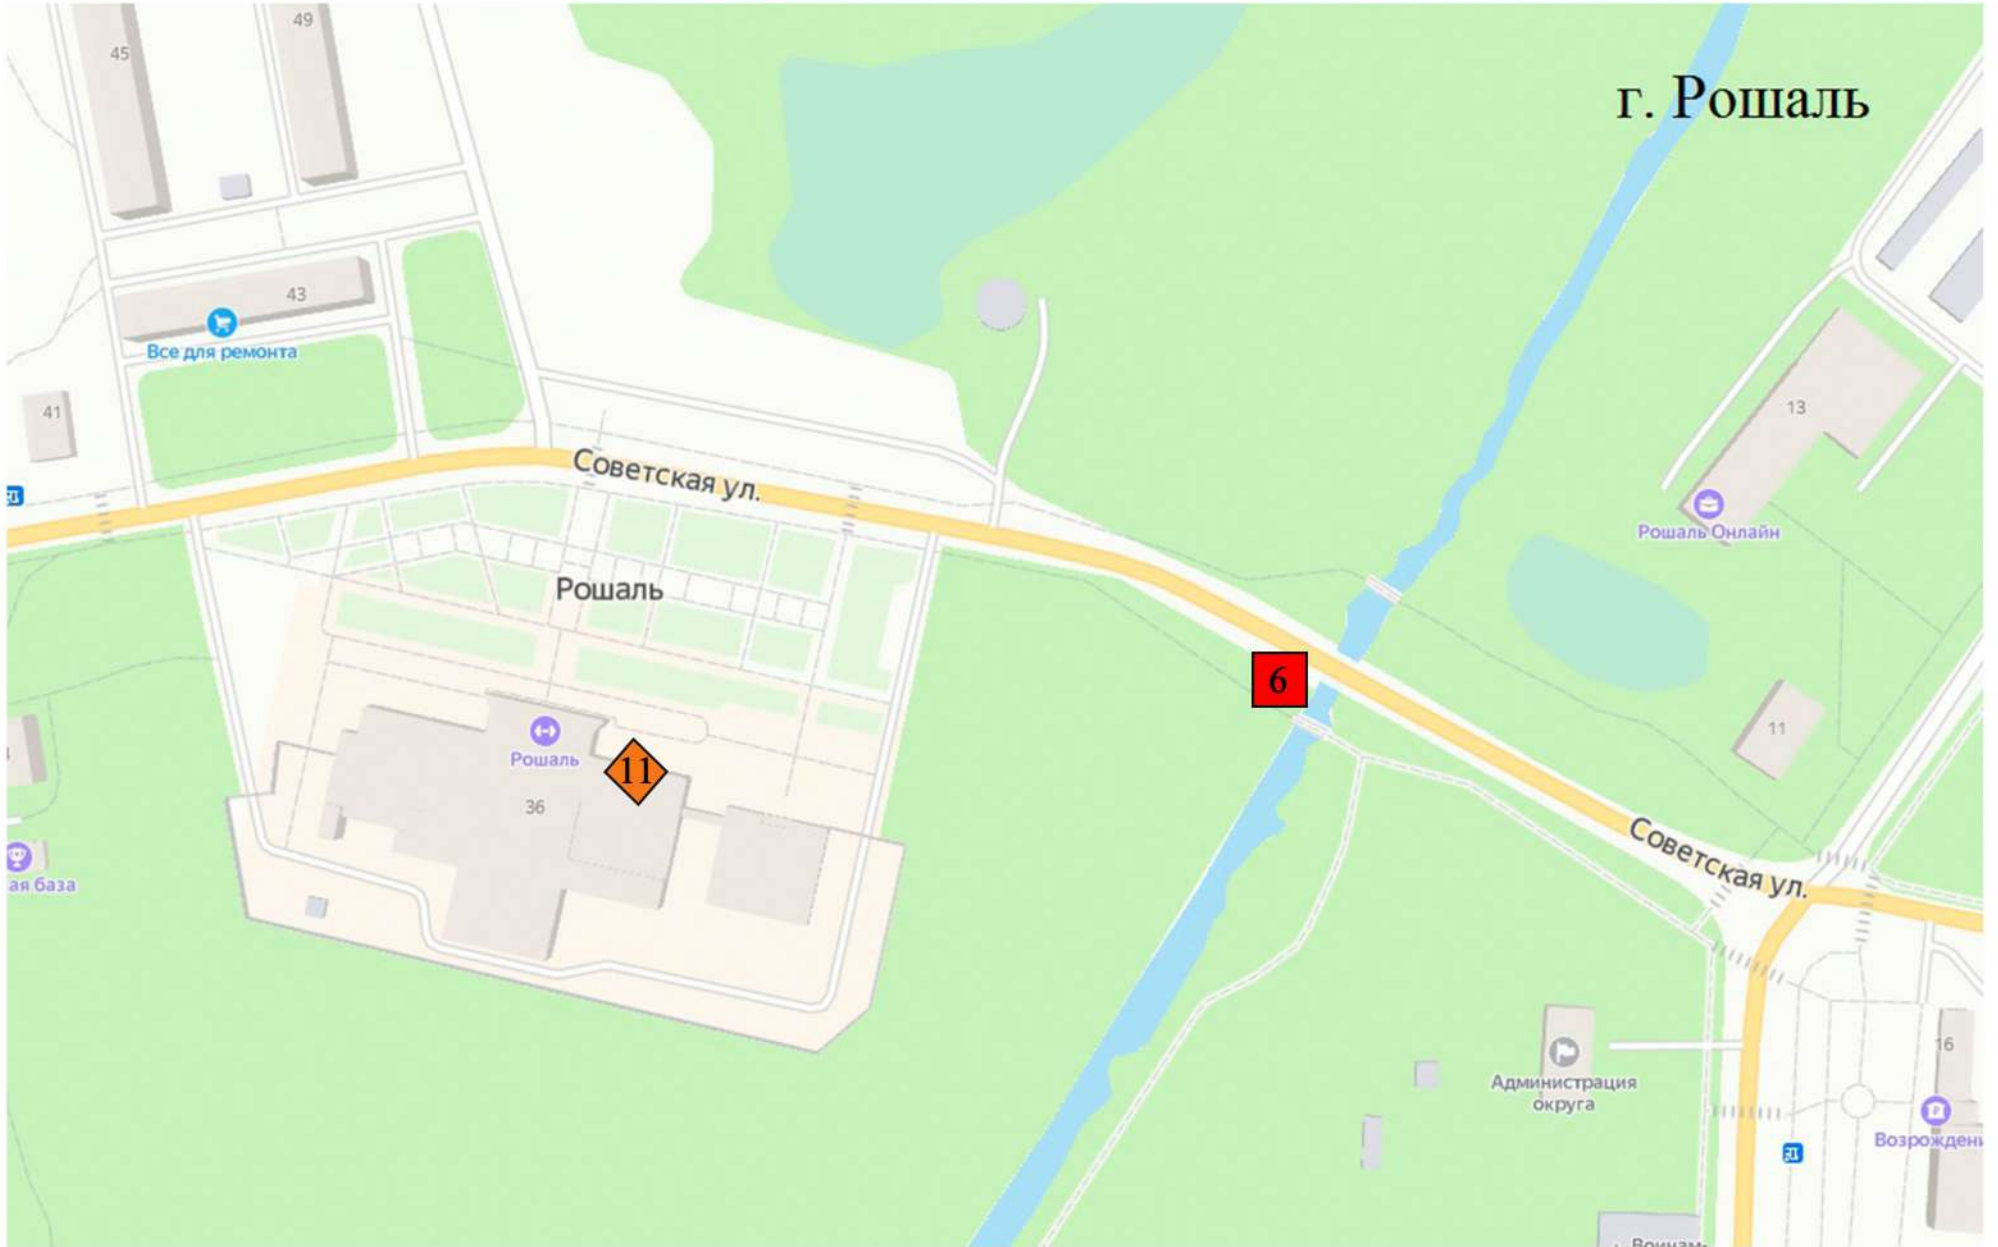 49
45
г. Рошаль
43
Все для ремонта
41
13
Советская ул.
Рошаль Онлайн
Рошаль
6
11
Рошаль
11
36
ая база
Советская ул.
16
Администрация
округа
Возрождени
Воинам-